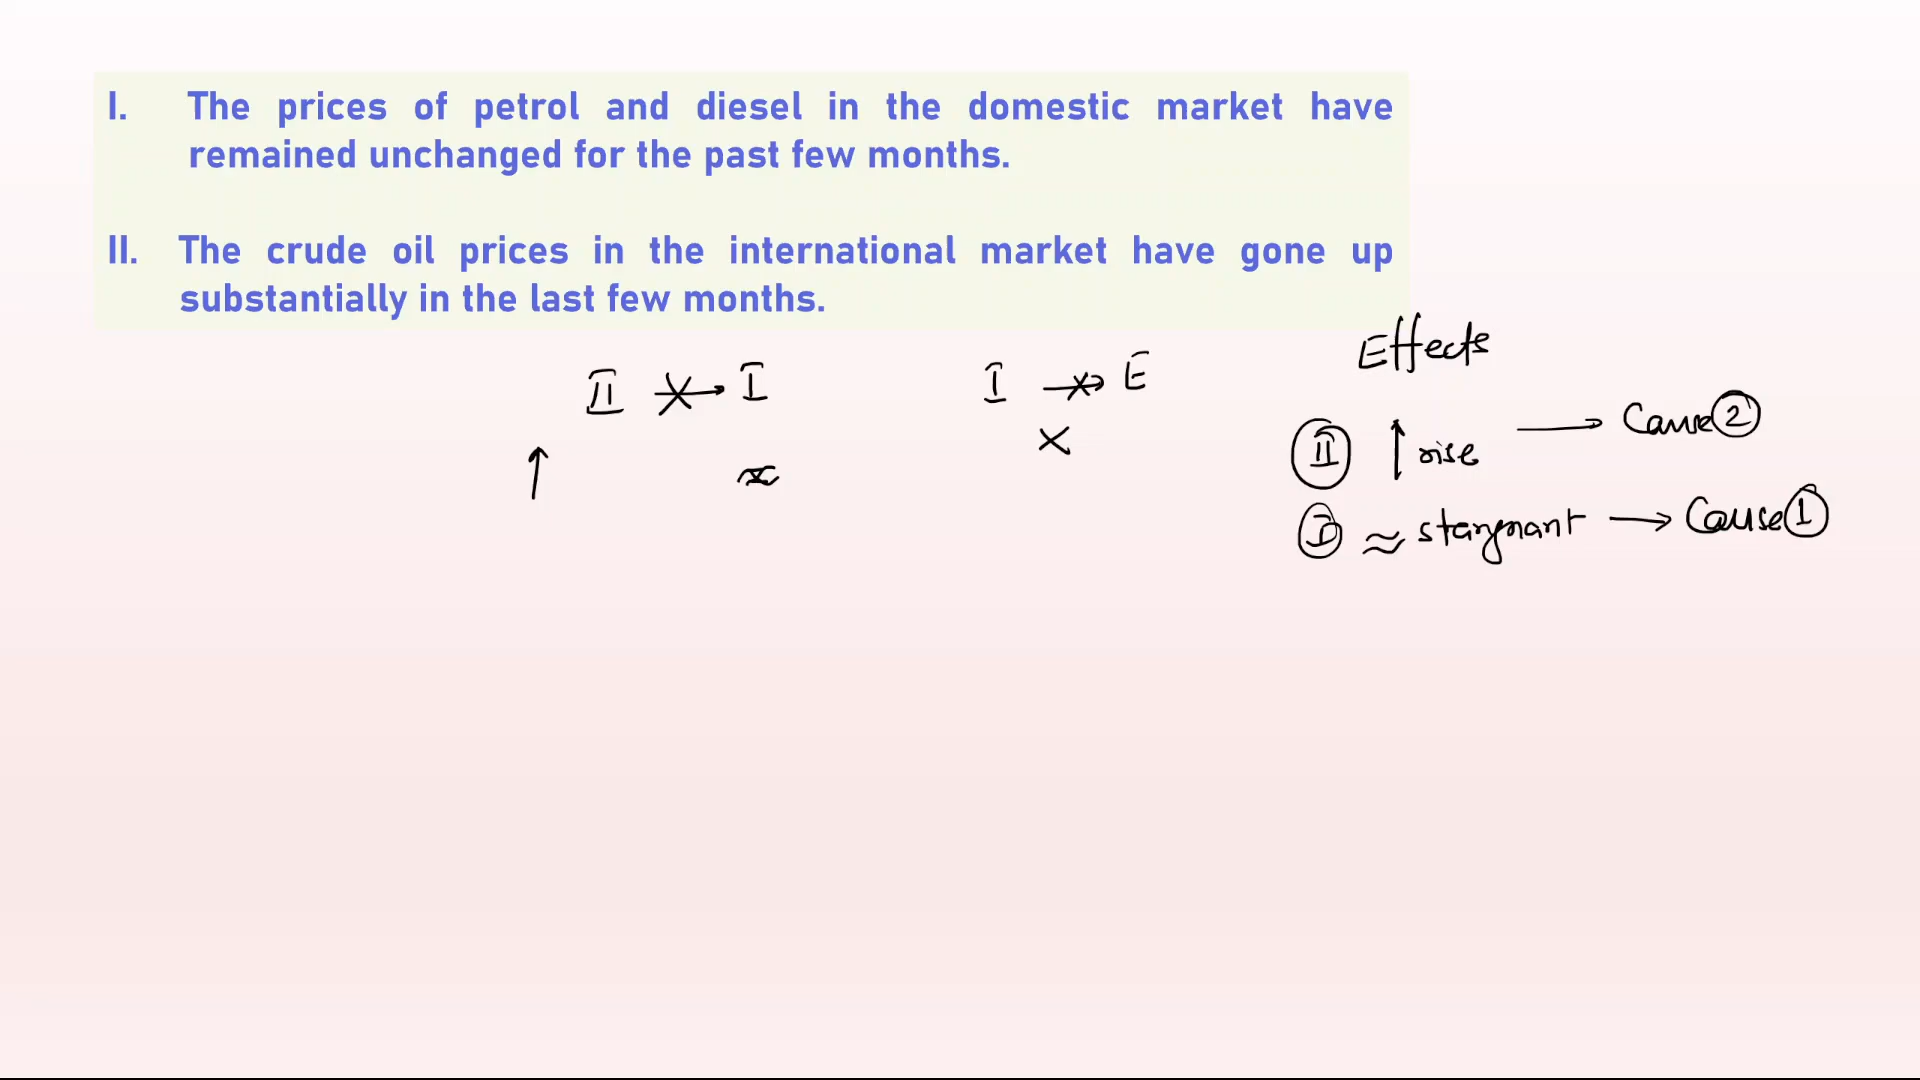 I. The prices of petrol and diesel in the domestic market have
remained unchanged for the past few months.
II. The crude oil prices in the international market have gone up
substantially in the last few months.
Effects
II → I
I → E
II ↑ rise → Cause 2
↑ ≈
×
I ≈ stangnant → Cause 1